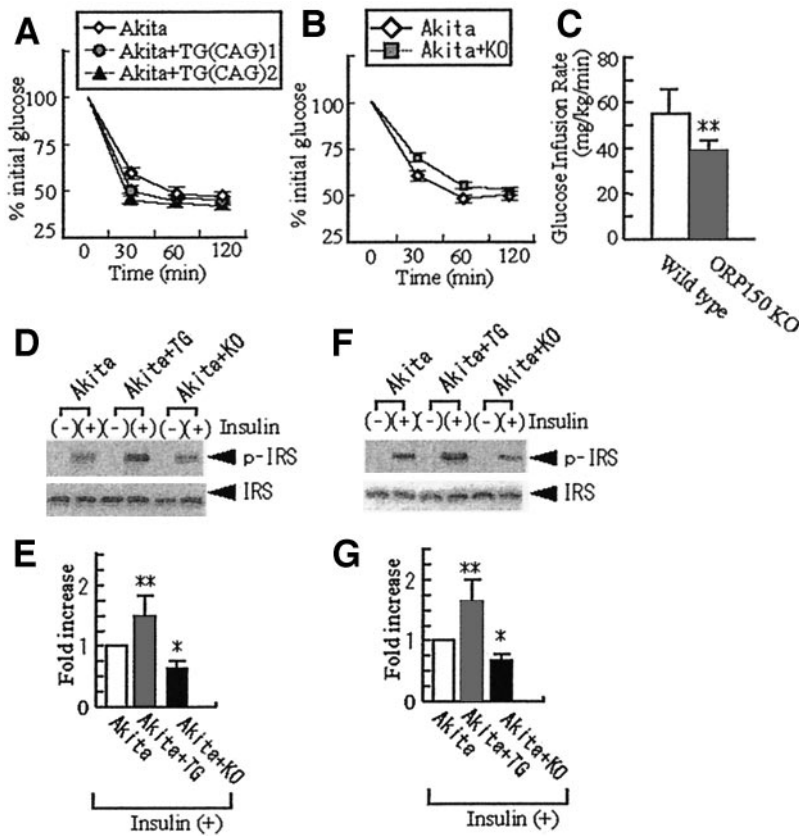 A
Akita
Akita+TG(CAG)1
Akita+TG(CAG)2
% initial glucose
100
75
50
25
0 30 60 120
Time (min)
B
Akita
Akita+KO
% initial glucose
100
75
50
25
0 30 60 120
Time (min)
C
Glucose Infusion Rate
(mg/kg/min)
80
60
40
20
0
**
Wild type
ORP150 KO
D
Akita
Akita+TG
Akita+KO
(-)(+) (-)(+) (-)(+) Insulin
p-IRS
IRS
F
Akita
Akita+TG
Akita+KO
(-)(+) (-)(+) (-)(+) Insulin
p-IRS
IRS
E
Fold increase
2
1
0
**
*
Akita
Akita+TG
Akita+KO
Insulin (+)
G
Fold increase
2
1
0
**
*
Akita
Akita+TG
Akita+KO
Insulin (+)